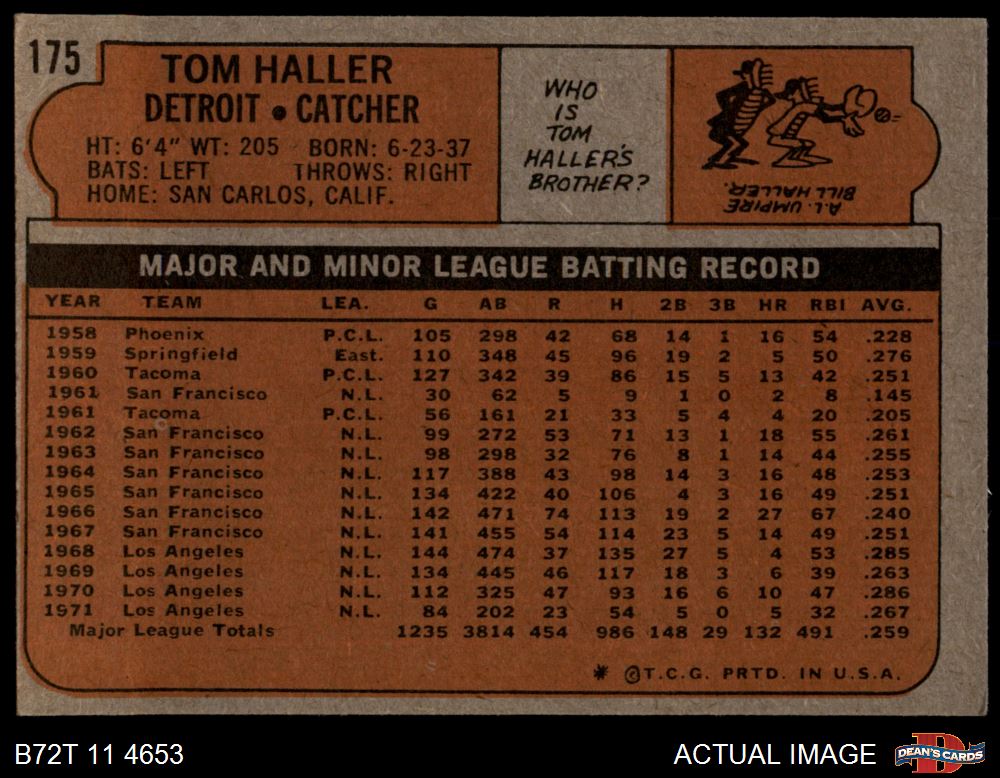 175
TOM HALLER
DETROIT • CATCHER
HT: 6'4" WT: 205 BORN: 6-23-37
BATS: LEFT THROWS: RIGHT
HOME: SAN CARLOS, CALIF.
WHO
IS
TOM
HALLER'S
BROTHER?
A.L. UMPIRE
BILL HALLER.
MAJOR AND MINOR LEAGUE BATTING RECORD
YEAR TEAM LEA. G AB R H 2B 3B HR RBI AVG.
1958 Phoenix P.C.L. 105 298 42 68 14 1 16 54 .228
1959 Springfield East. 110 348 45 96 19 2 5 50 .276
1960 Tacoma P.C.L. 127 342 39 86 15 5 13 42 .251
1961 San Francisco N.L. 30 62 5 9 1 0 2 8 .145
1961 Tacoma P.C.L. 56 161 21 33 5 4 4 20 .205
1962 San Francisco N.L. 99 272 53 71 13 1 18 55 .261
1963 San Francisco N.L. 98 298 32 76 8 1 14 44 .255
1964 San Francisco N.L. 117 388 43 98 14 3 16 48 .253
1965 San Francisco N.L. 134 422 40 106 4 3 16 49 .251
1966 San Francisco N.L. 142 471 74 113 19 2 27 67 .240
1967 San Francisco N.L. 141 455 54 114 23 5 14 49 .251
1968 Los Angeles N.L. 144 474 37 135 27 5 4 53 .285
1969 Los Angeles N.L. 134 445 46 117 18 3 6 39 .263
1970 Los Angeles N.L. 112 325 47 93 16 6 10 47 .286
1971 Los Angeles N.L. 84 202 23 54 5 0 5 32 .267
Major League Totals 1235 3814 454 986 148 29 132 491 .259
* ©T.C.G. PRTD. IN U.S.A.
B72T 11 4653
ACTUAL IMAGE
DEAN'S CARDS